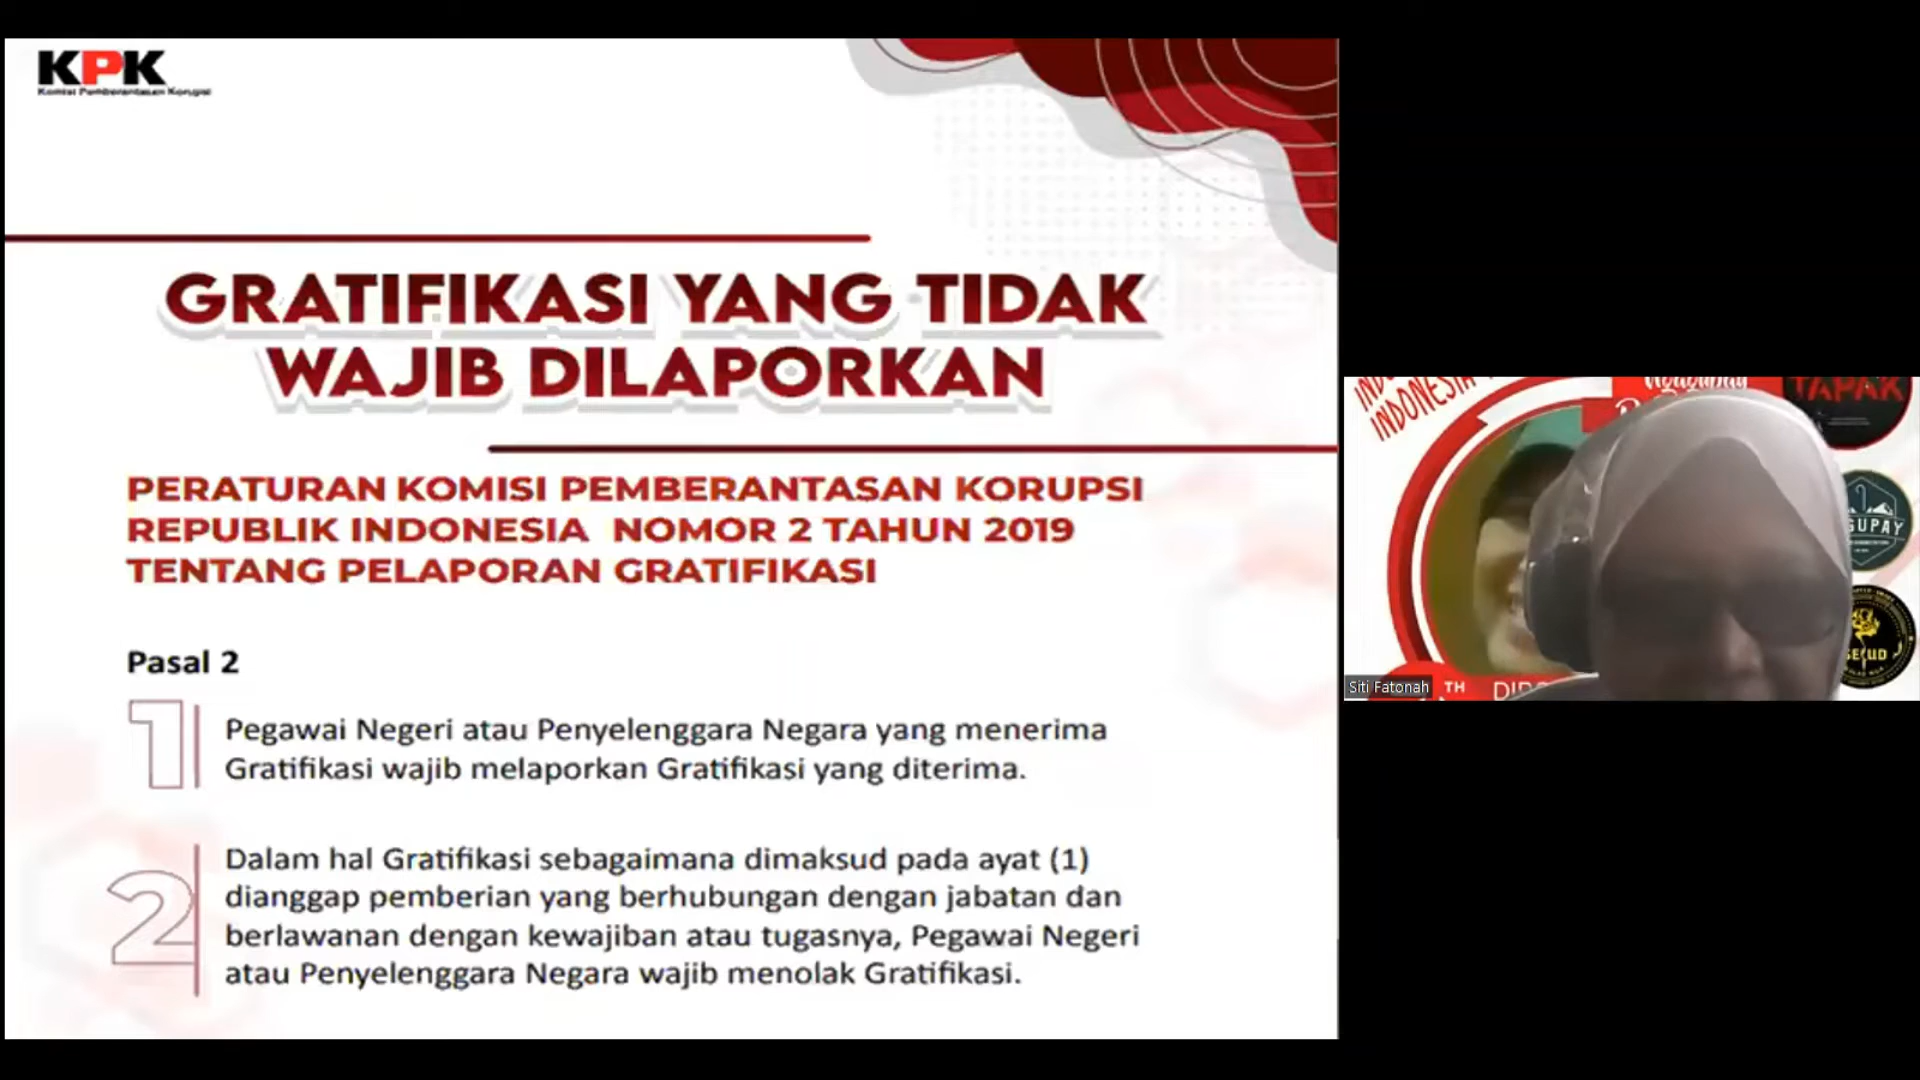 KPK
Komisi Pemberantasan Korupsi
GRATIFIKASI YANG TIDAK
WAJIB DILAPORKAN
PERATURAN KOMISI PEMBERANTASAN KORUPSI
REPUBLIK INDONESIA NOMOR 2 TAHUN 2019
TENTANG PELAPORAN GRATIFIKASI
Pasal 2
1
Pegawai Negeri atau Penyelenggara Negara yang menerima
Gratifikasi wajib melaporkan Gratifikasi yang diterima.
2
Dalam hal Gratifikasi sebagaimana dimaksud pada ayat (1)
dianggap pemberian yang berhubungan dengan jabatan dan
berlawanan dengan kewajiban atau tugasnya, Pegawai Negeri
atau Penyelenggara Negara wajib menolak Gratifikasi.
INDONESIA
TAPAK
GUPAY
Siti Fatonah
TH